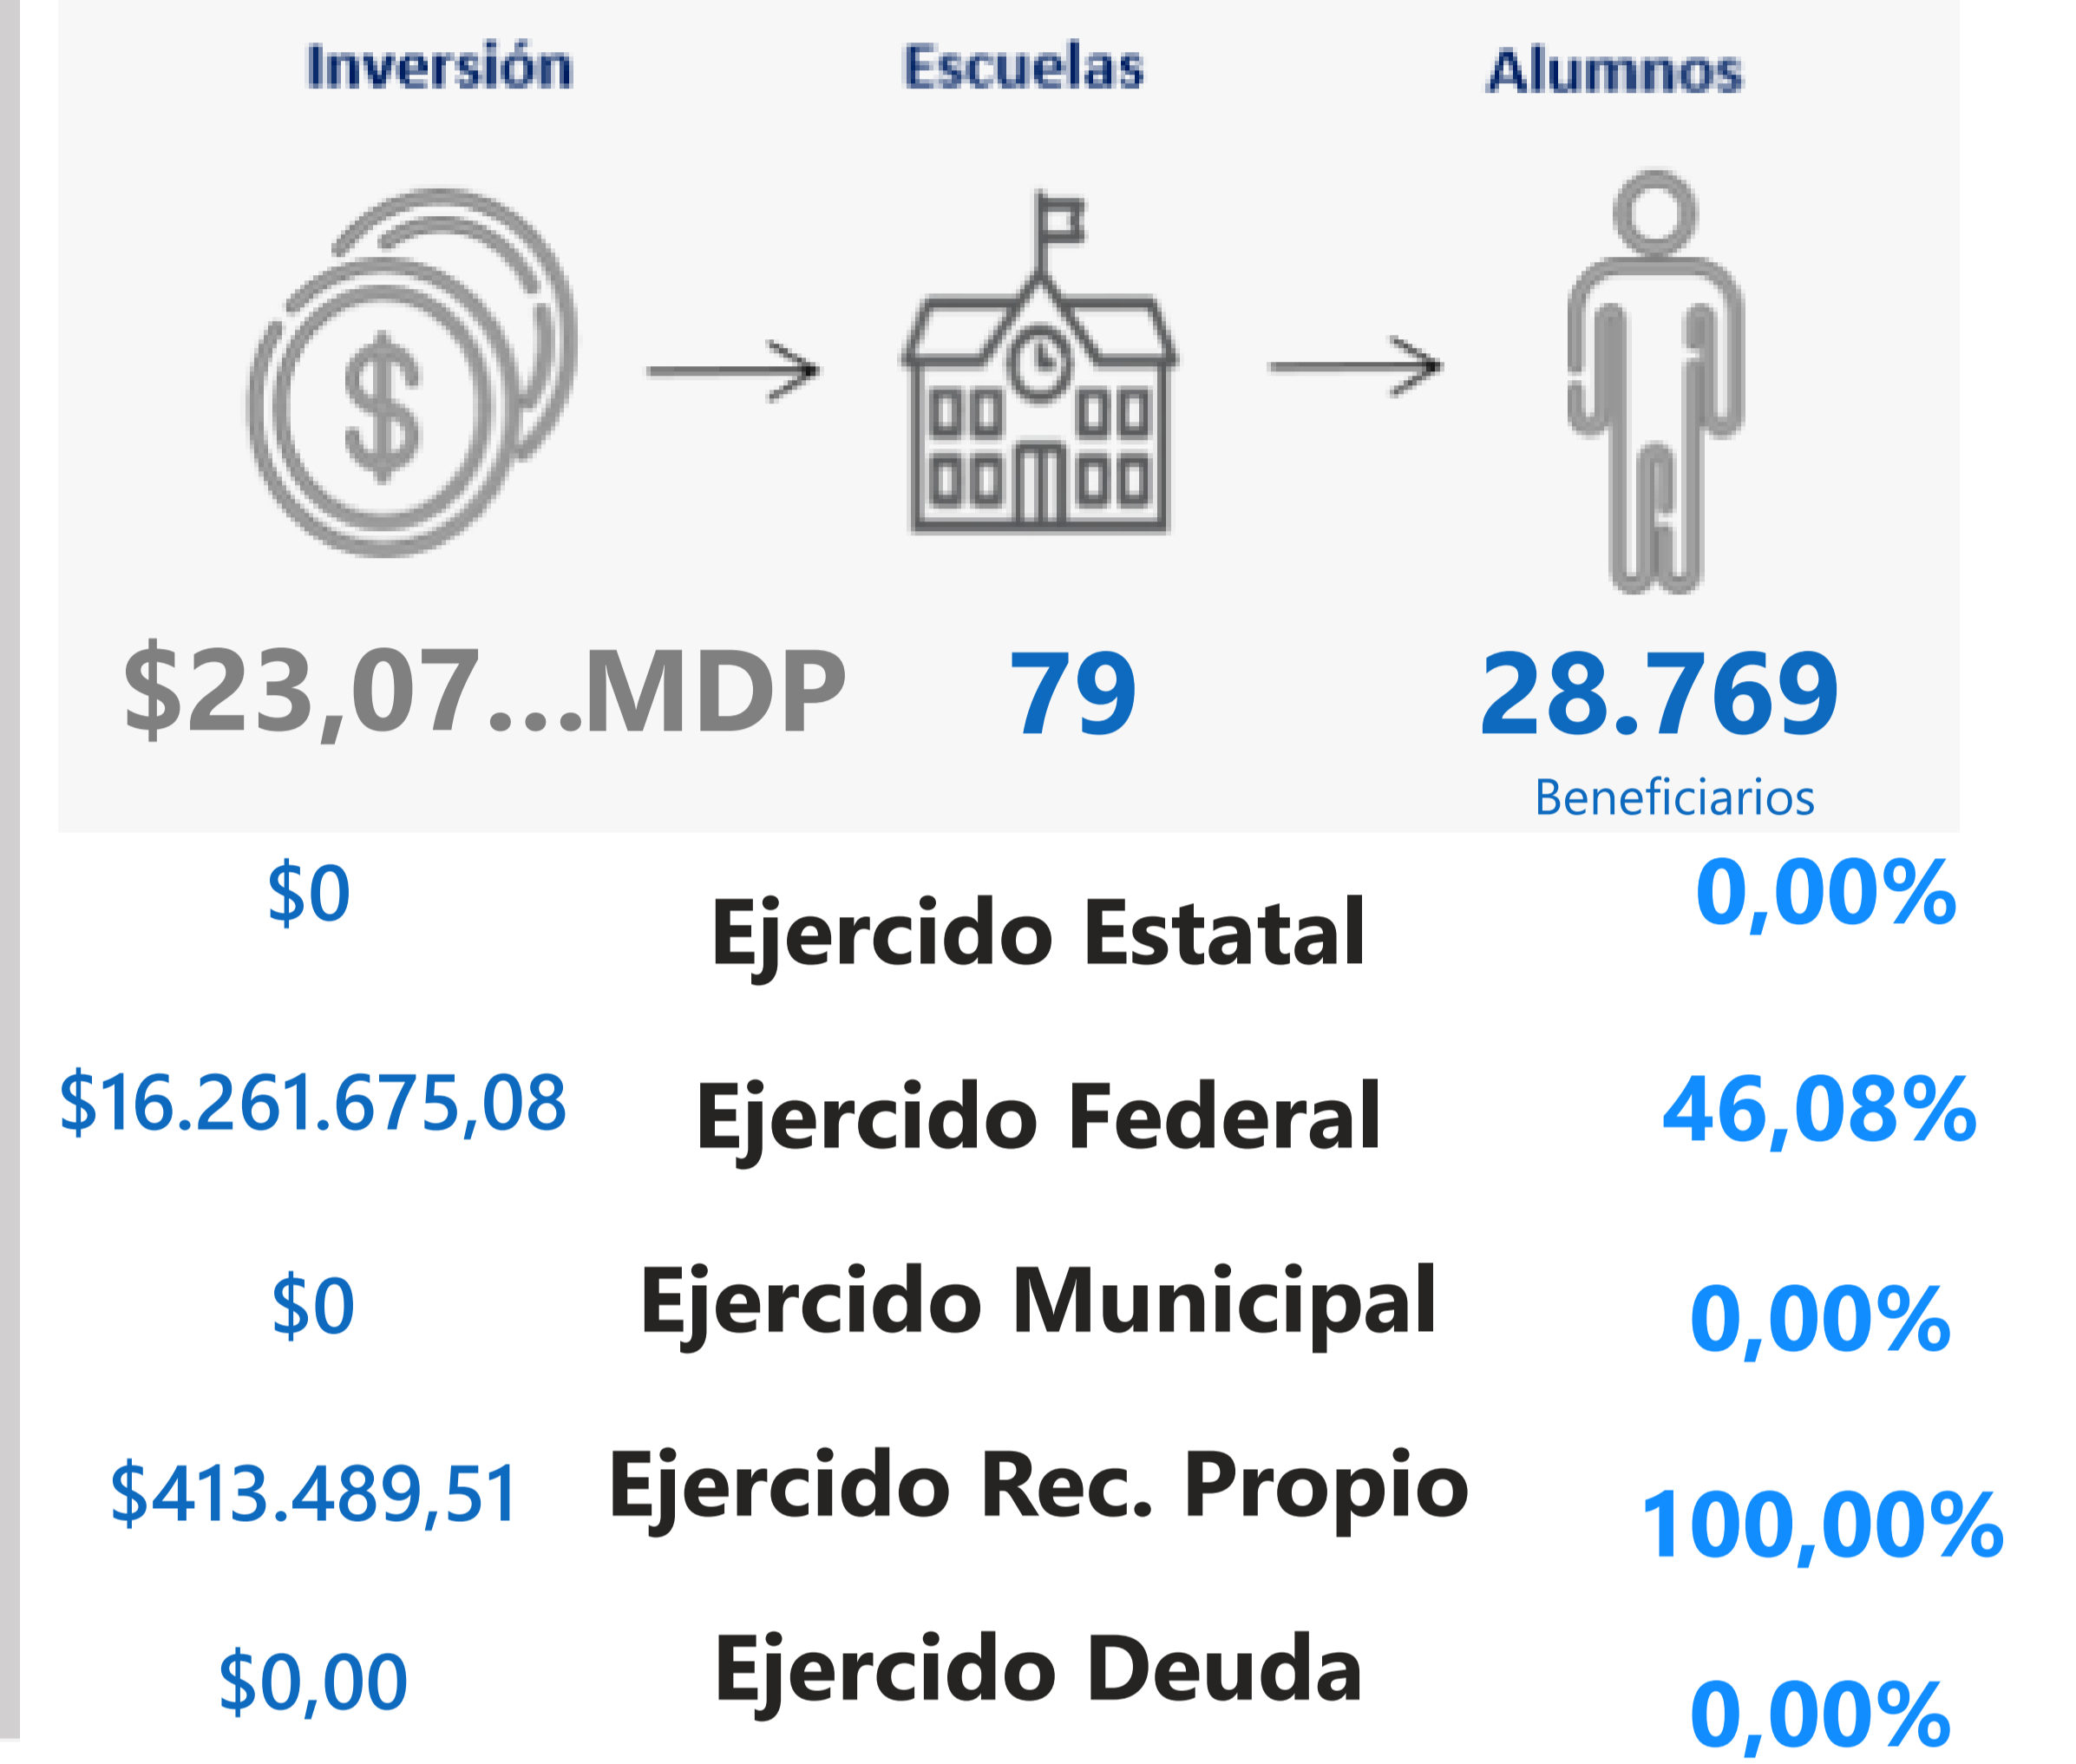 Inversión Escuelas Alumnos
$23,07...MDP 79 28.769
Beneficiarios
$0 Ejercido Estatal 0,00%
$16.261.675,08 Ejercido Federal 46,08%
$0 Ejercido Municipal 0,00%
$413.489,51 Ejercido Rec. Propio 100,00%
$0,00 Ejercido Deuda 0,00%